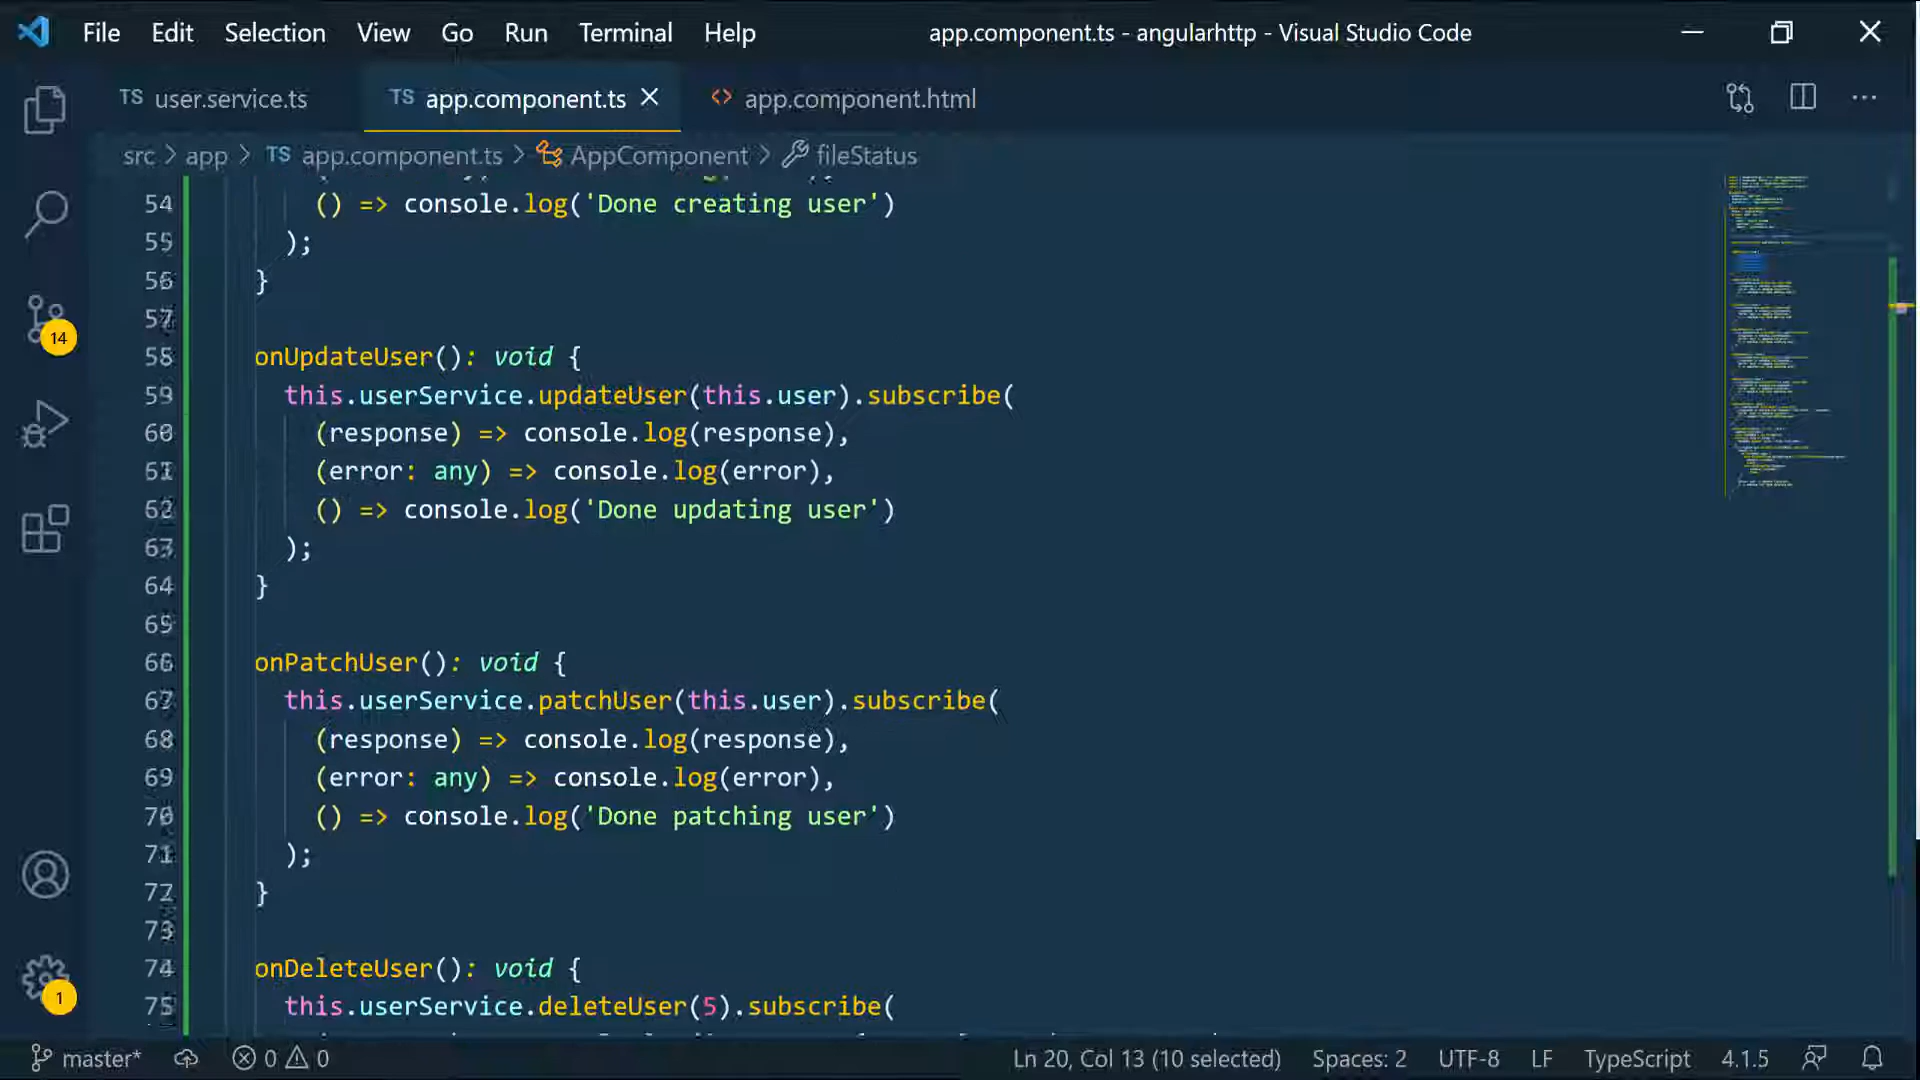 File Edit Selection View Go Run Terminal Help app.component.ts - angularhttp - Visual Studio Code
TS user.service.ts TS app.component.ts app.component.html
src > app > TS app.component.ts > AppComponent > fileStatus
54 () => console.log('Done creating user')
55 );
56 }
57
58 onUpdateUser(): void {
59 this.userService.updateUser(this.user).subscribe(
60 (response) => console.log(response),
61 (error: any) => console.log(error),
62 () => console.log('Done updating user')
63 );
64 }
65
66 onPatchUser(): void {
67 this.userService.patchUser(this.user).subscribe(
68 (response) => console.log(response),
69 (error: any) => console.log(error),
70 () => console.log('Done patching user')
71 );
72 }
73
74 onDeleteUser(): void {
75 this.userService.deleteUser(5).subscribe(
14
1
master* 0 0 Ln 20, Col 13 (10 selected) Spaces: 2 UTF-8 LF TypeScript 4.1.5